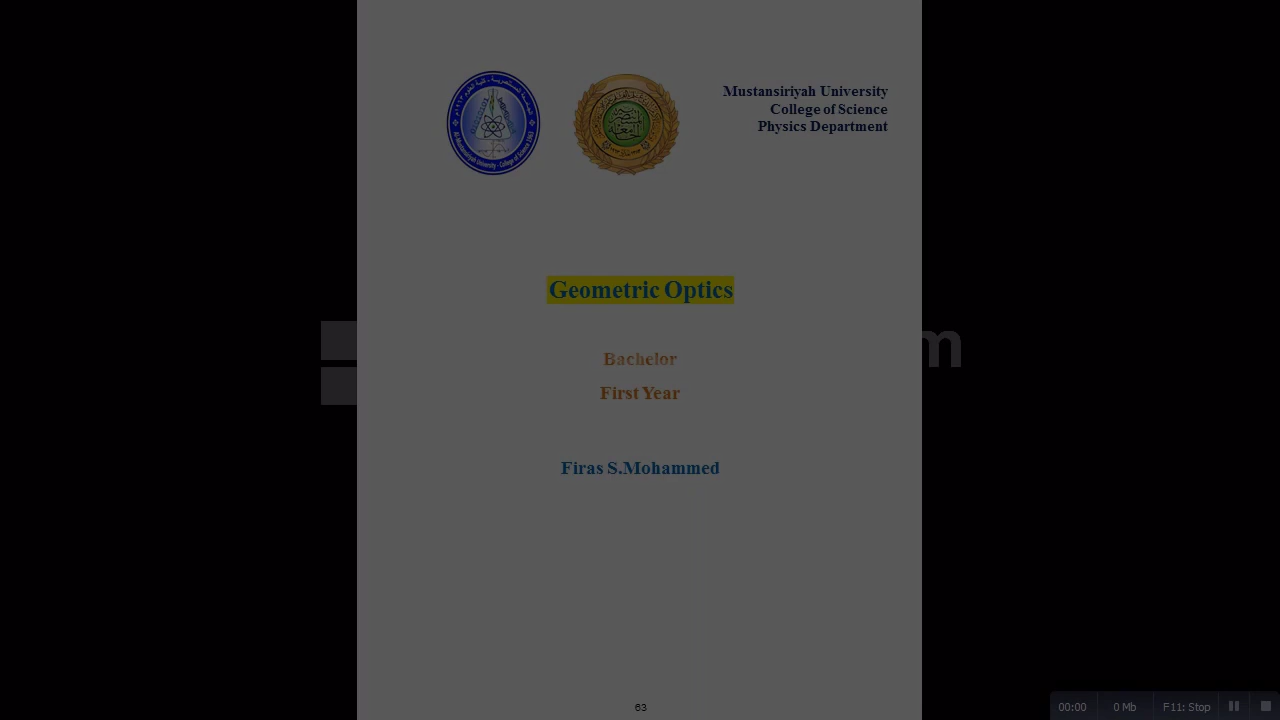 Mustansiriyah University
College of Science
Physics Department
Geometric Optics
Bachelor
First Year
Firas S.Mohammed
63
m
00:00 0 Mb F11: Stop